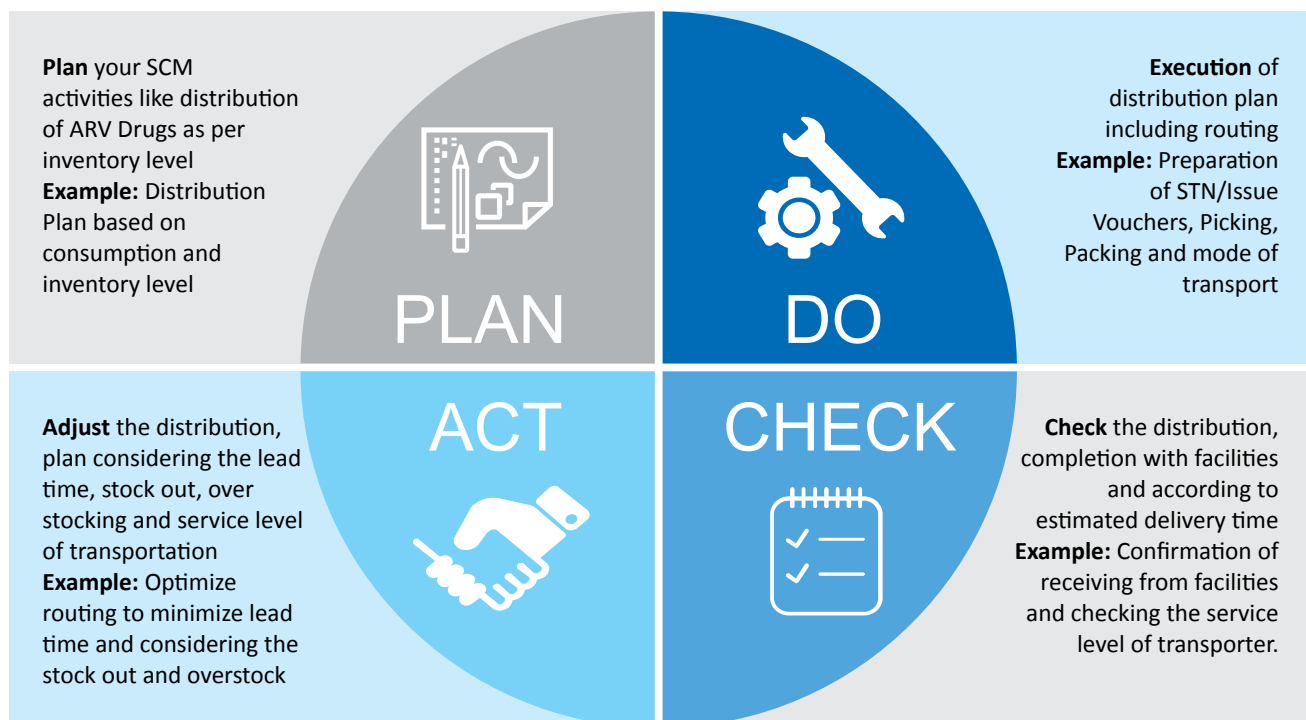 Plan your SCM
activities like distribution
of ARV Drugs as per
inventory level
Example: Distribution
Plan based on
consumption and
inventory level
PLAN
DO
Execution of
distribution plan
including routing
Example: Preparation
of STN/Issue
Vouchers, Picking,
Packing and mode of
transport
Adjust the distribution,
plan considering the lead
time, stock out, over
stocking and service level
of transportation
Example: Optimize
routing to minimize lead
time and considering the
stock out and overstock
ACT
CHECK
Check the distribution,
completion with facilities
and according to
estimated delivery time
Example: Confirmation of
receiving from facilities
and checking the service
level of transporter.